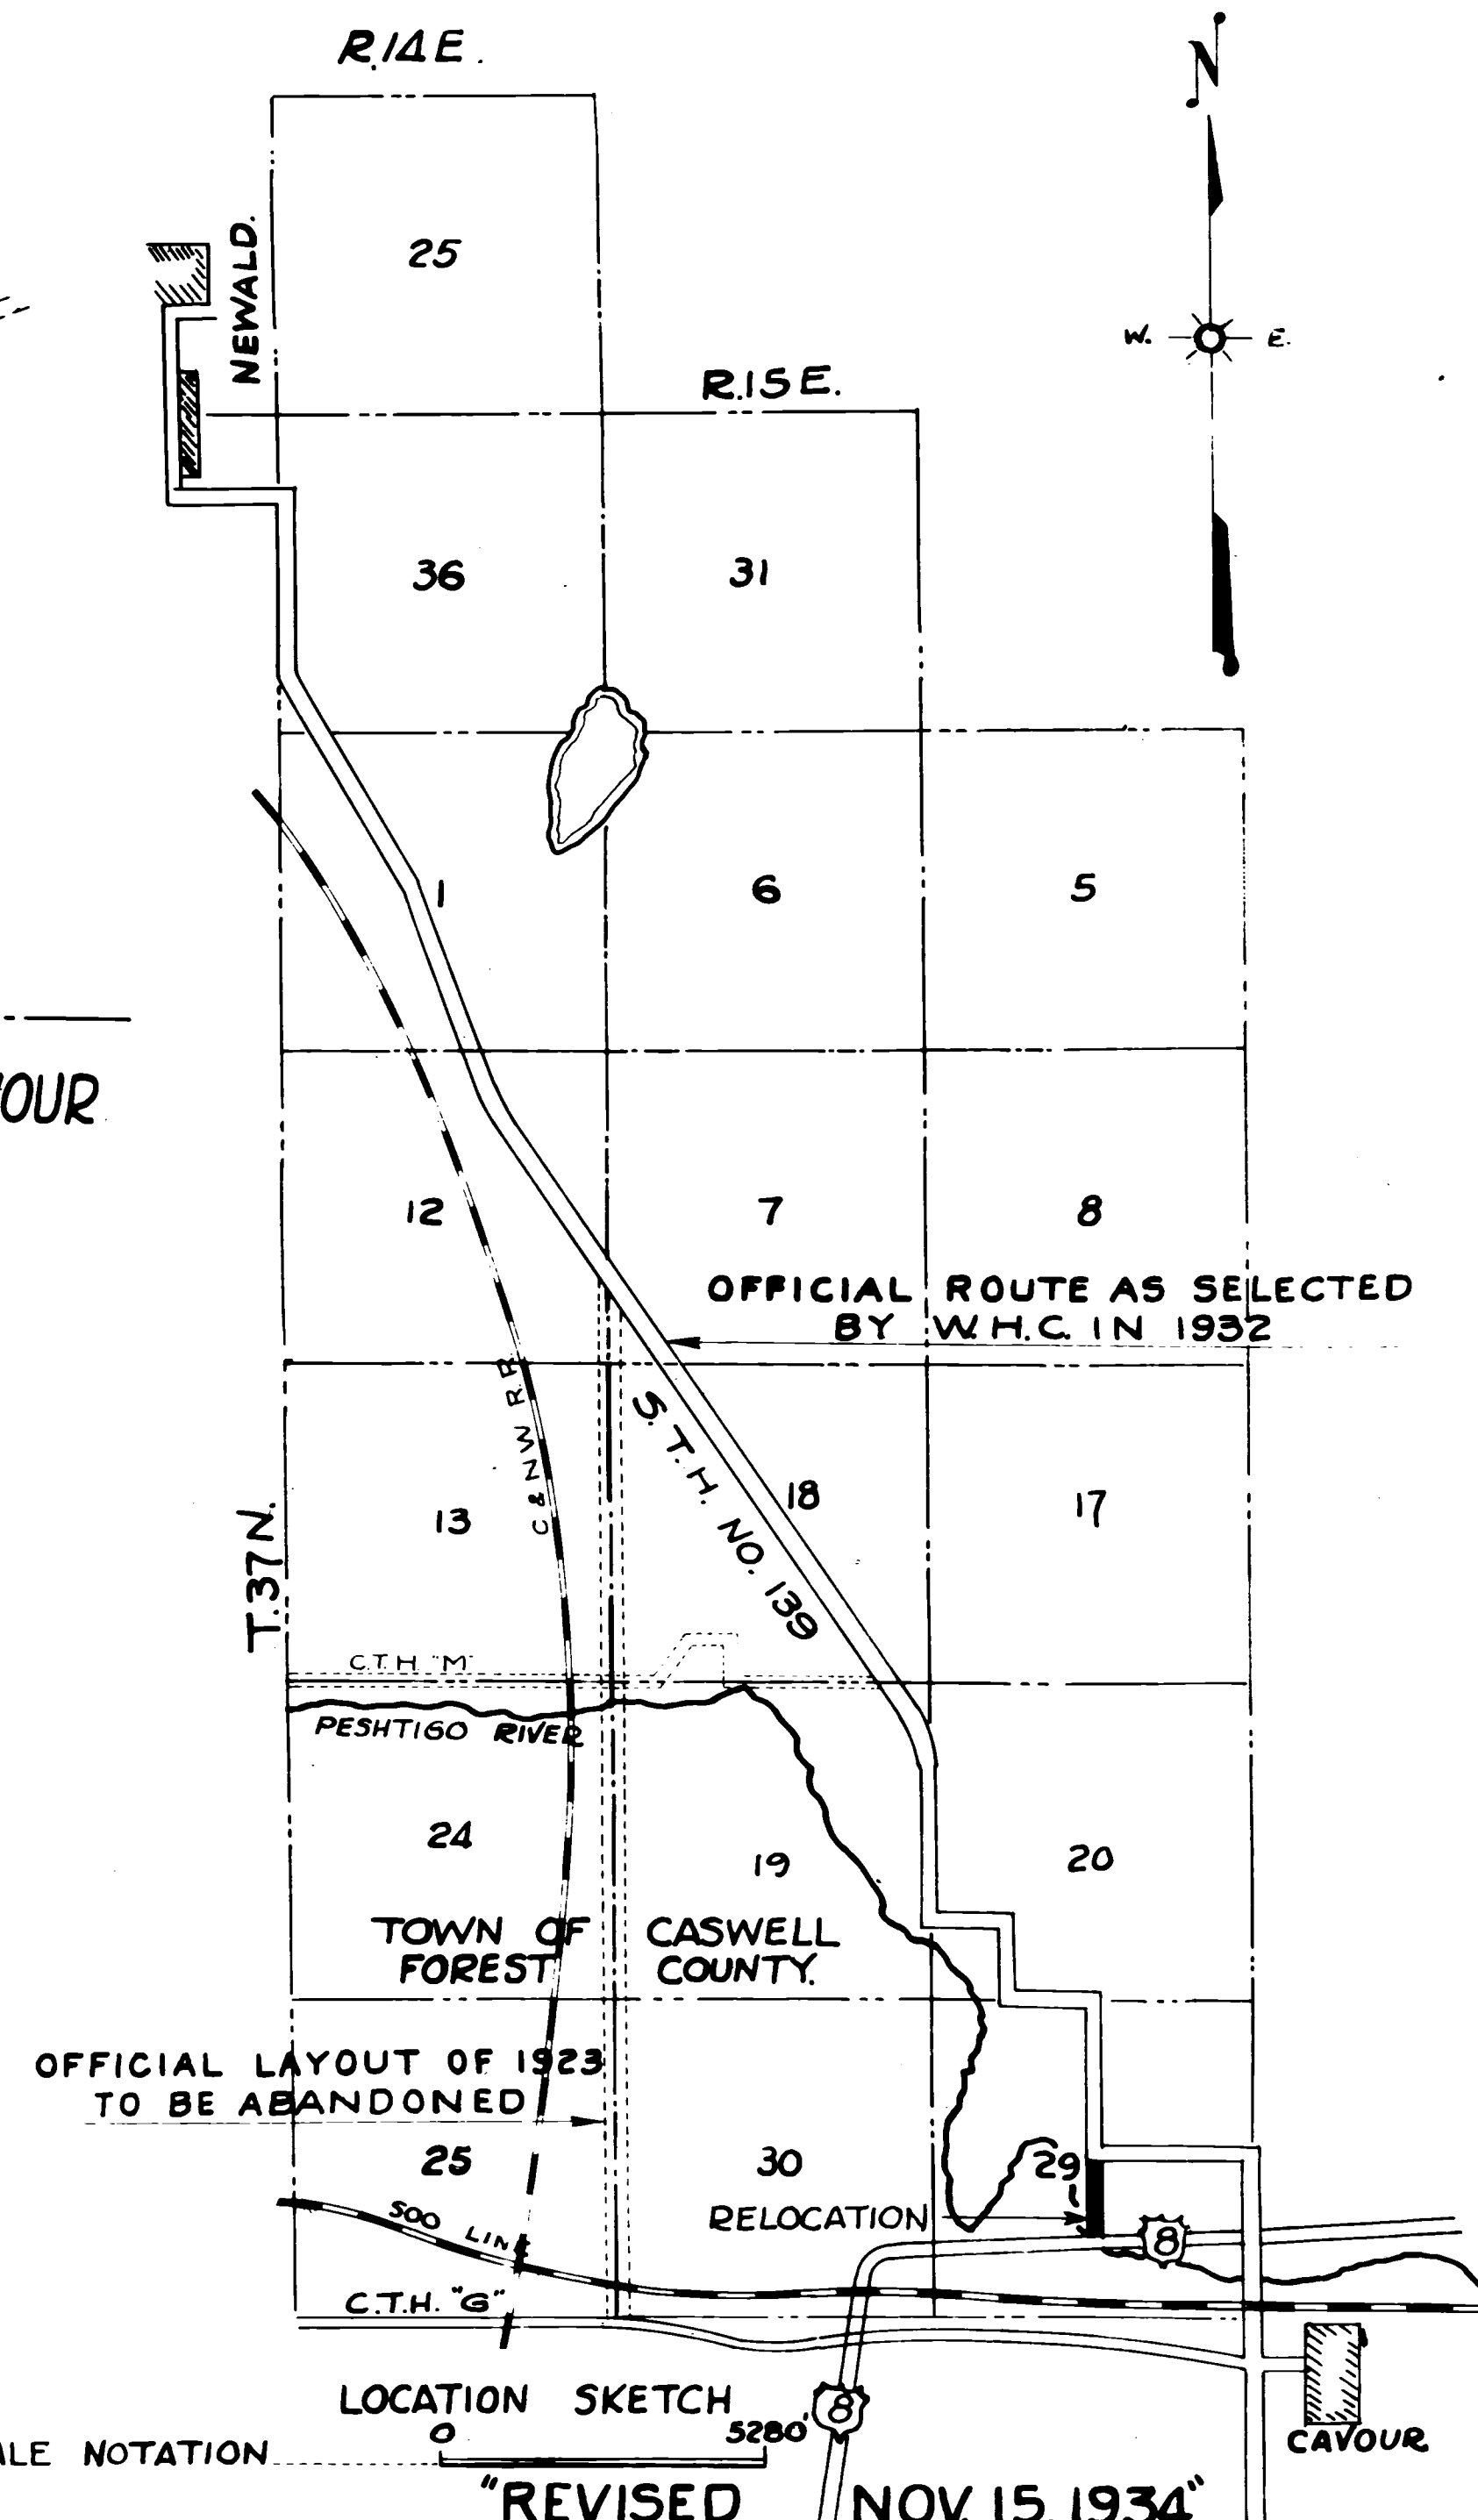 R.14E.
N
NEWALD.
25
W. E.
R.15E.
36 31
1 6 5
OUR
12 7 8
OFFICIAL ROUTE AS SELECTED
BY W.H.C. IN 1932
C & N W R R
S. T. H. NO. 139
18 17
13
T.37N.
C.T.H. "M"
PESHTIGO RIVER
24 19 20
TOWN OF CASWELL
FOREST COUNTY.
OFFICIAL LAYOUT OF 1923
TO BE ABANDONED
25 30 29
RELOCATION
SOO LINE
8
C.T.H. "G"
LOCATION SKETCH
8
0 5280'
CAVOUR
LE NOTATION
"REVISED NOV. 15, 1934"